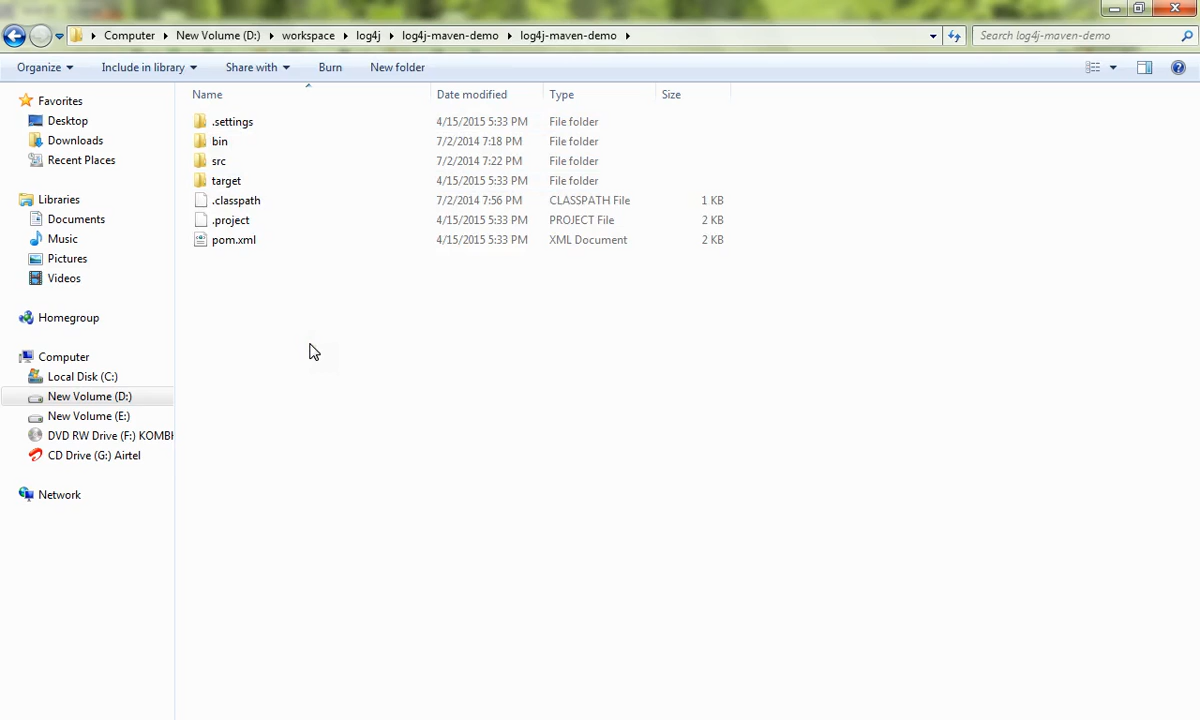 Computer New Volume (D:) workspace log4j log4j-maven-demo log4j-maven-demo Search log4j-maven-demo
Organize Include in library Share with Burn New folder
Name Date modified Type Size
Favorites
Desktop
Downloads
Recent Places
Libraries
Documents
Music
Pictures
Videos
Homegroup
Computer
Local Disk (C:)
New Volume (D:)
New Volume (E:)
DVD RW Drive (F:) KOMBI
CD Drive (G:) Airtel
Network
.settings 4/15/2015 5:33 PM File folder
bin 7/2/2014 7:18 PM File folder
src 7/2/2014 7:22 PM File folder
target 4/15/2015 5:33 PM File folder
.classpath 7/2/2014 7:56 PM CLASSPATH File 1 KB
.project 4/15/2015 5:33 PM PROJECT File 2 KB
pom.xml 4/15/2015 5:33 PM XML Document 2 KB